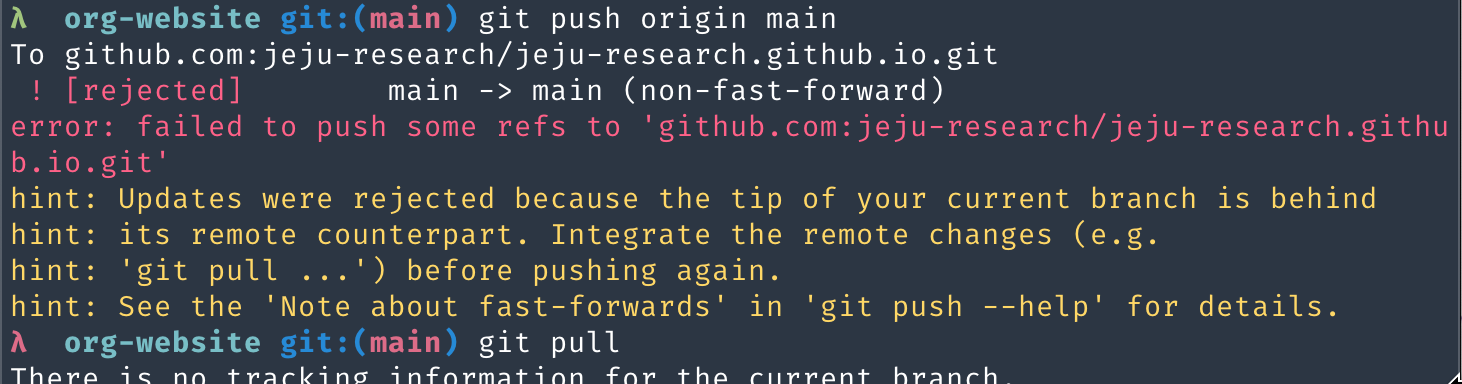 λ  org-website git:(main) git push origin main
To github.com:jeju-research/jeju-research.github.io.git
 ! [rejected]        main -> main (non-fast-forward)
error: failed to push some refs to 'github.com:jeju-research/jeju-research.githu
b.io.git'
hint: Updates were rejected because the tip of your current branch is behind
hint: its remote counterpart. Integrate the remote changes (e.g.
hint: 'git pull ...') before pushing again.
hint: See the 'Note about fast-forwards' in 'git push --help' for details.
λ  org-website git:(main) git pull
There is no tracking information for the current branch.